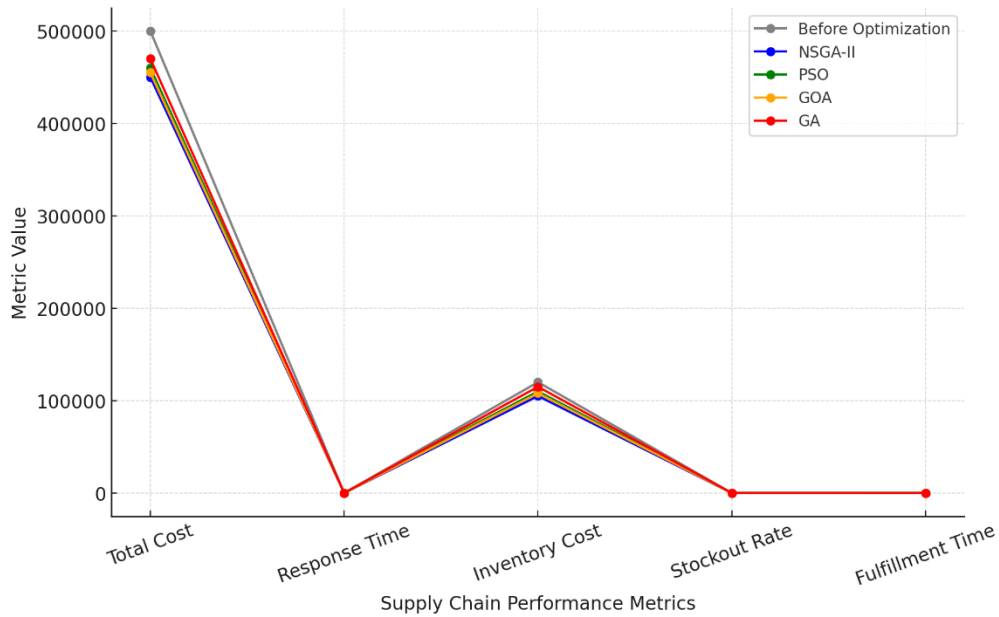 500000
400000
300000
200000
100000
0
Metric Value
Before Optimization
NSGA-II
PSO
GOA
GA
Total Cost
Response Time
Inventory Cost
Stockout Rate
Fulfillment Time
Supply Chain Performance Metrics